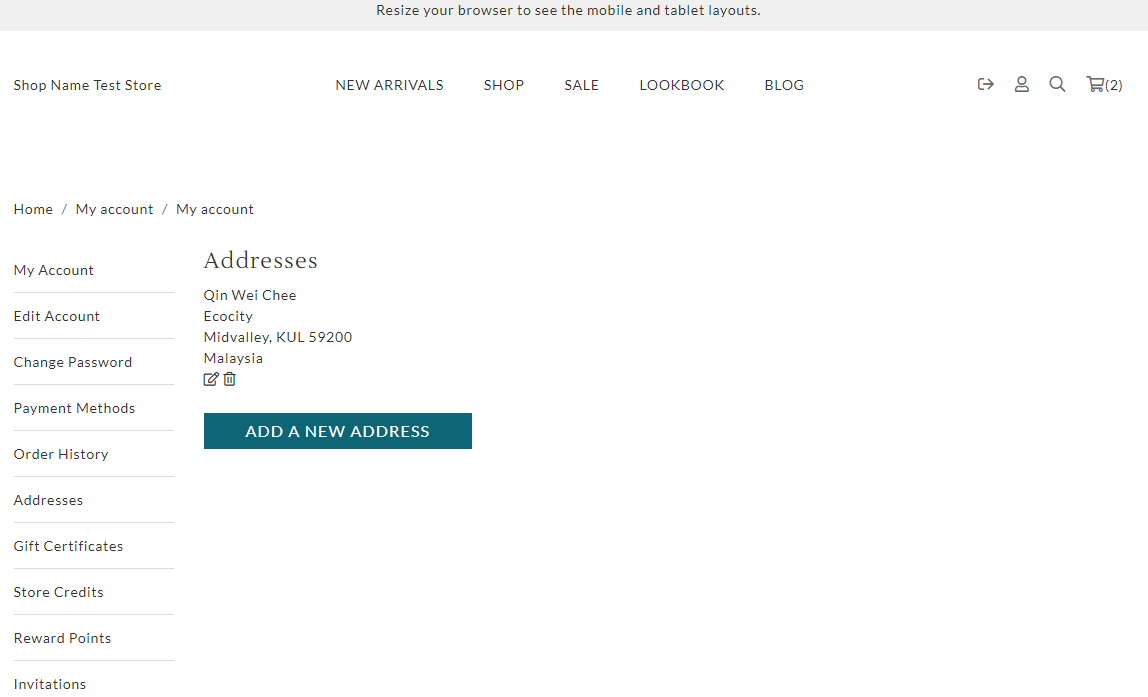 Resize your browser to see the mobile and tablet layouts.
Shop Name Test Store
NEW ARRIVALS SHOP SALE LOOKBOOK BLOG
(2)
Home / My account / My account
My Account
Edit Account
Change Password
Payment Methods
Order History
Addresses
Gift Certificates
Store Credits
Reward Points
Invitations
Addresses
Qin Wei Chee
Ecocity
Midvalley, KUL 59200
Malaysia
ADD A NEW ADDRESS